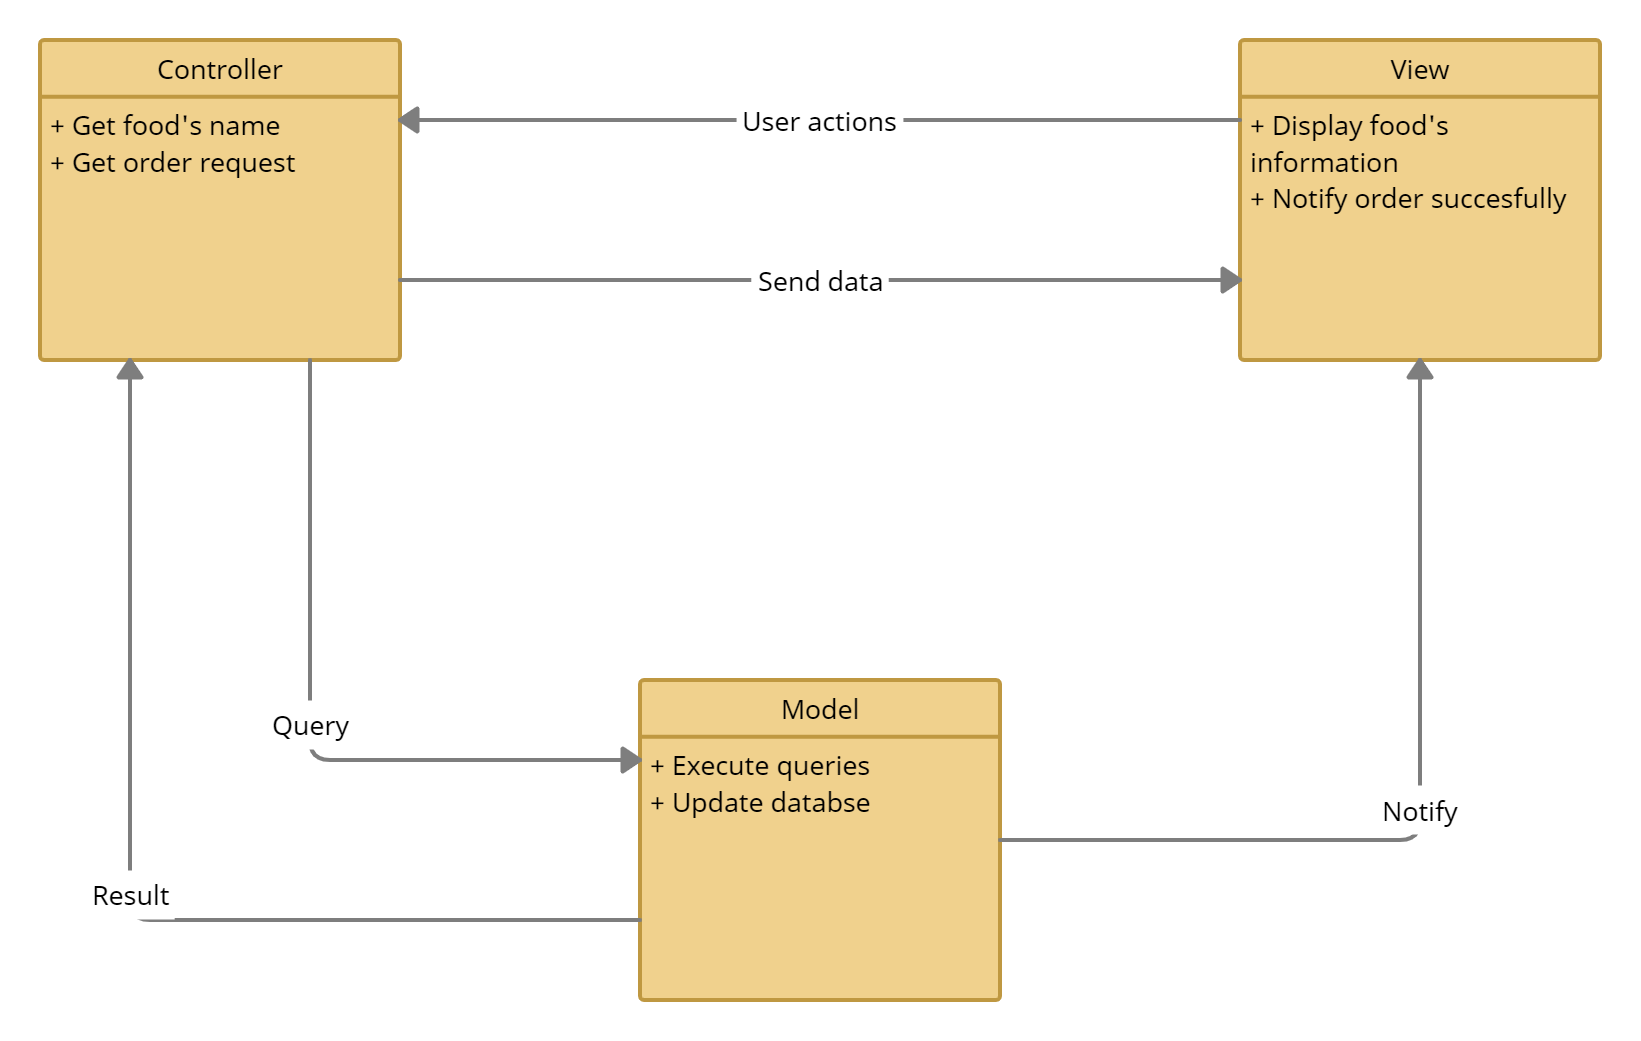 Controller
+ Get food's name
+ Get order request
User actions
Send data
View
+ Display food's
information
+ Notify order succesfully
Query
Result
Model
+ Execute queries
+ Update databse
Notify